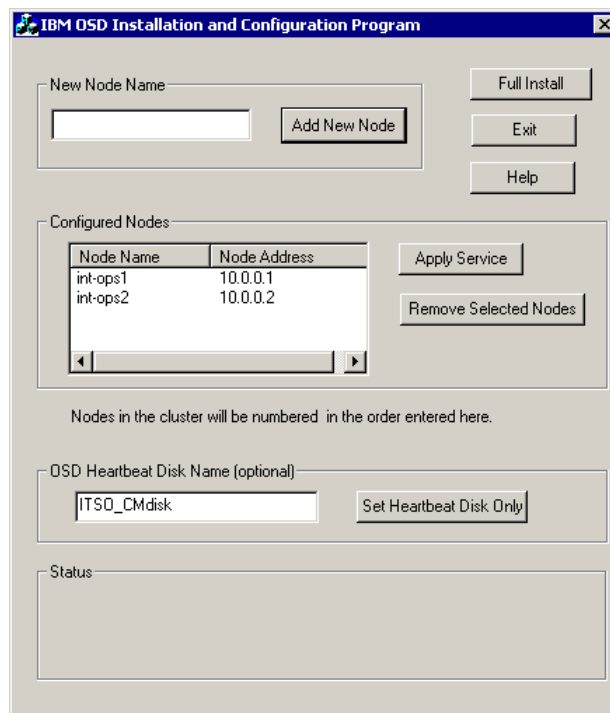 IBM OSD Installation and Configuration Program
New Node Name
Full Install
Add New Node
Exit
Help
Configured Nodes
Node Name Node Address
int-ops1 10.0.0.1
int-ops2 10.0.0.2
Apply Service
Remove Selected Nodes
Nodes in the cluster will be numbered in the order entered here.
OSD Heartbeat Disk Name (optional)
ITSO_CMdisk
Set Heartbeat Disk Only
Status